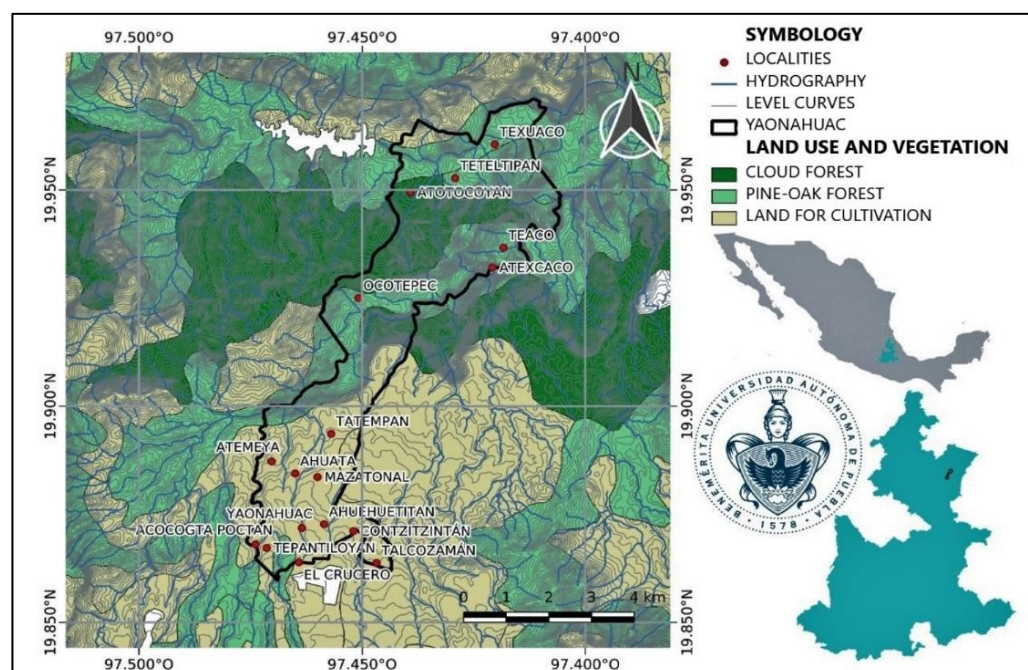 97.500°O 97.450°O 97.400°O
N
19.950°N
19.900°N
19.850°N
TEXUACO
TETELTIPAN
ATOTOCOYAN
TEACO
ATEXCACO
OCOTEPEC
TATEMPAN
ATEMEYA
AHUATA
MAZATONAL
YAONAHUAC
AHUEHUETITAN
ACOCOGTA POCTAN
CONTZITZINTÁN
TEPANTILOYAN
TALCOZAMÁN
EL CRUCERO
0 1 2 3 4 km
19.950°N
19.900°N
19.850°N
97.500°O 97.450°O 97.400°O
SYMBOLOGY
LOCALITIES
HYDROGRAPHY
LEVEL CURVES
YAONAHUAC
LAND USE AND VEGETATION
CLOUD FOREST
PINE-OAK FOREST
LAND FOR CULTIVATION
BENEMÉRITA UNIVERSIDAD AUTÓNOMA DE PUEBLA
1578